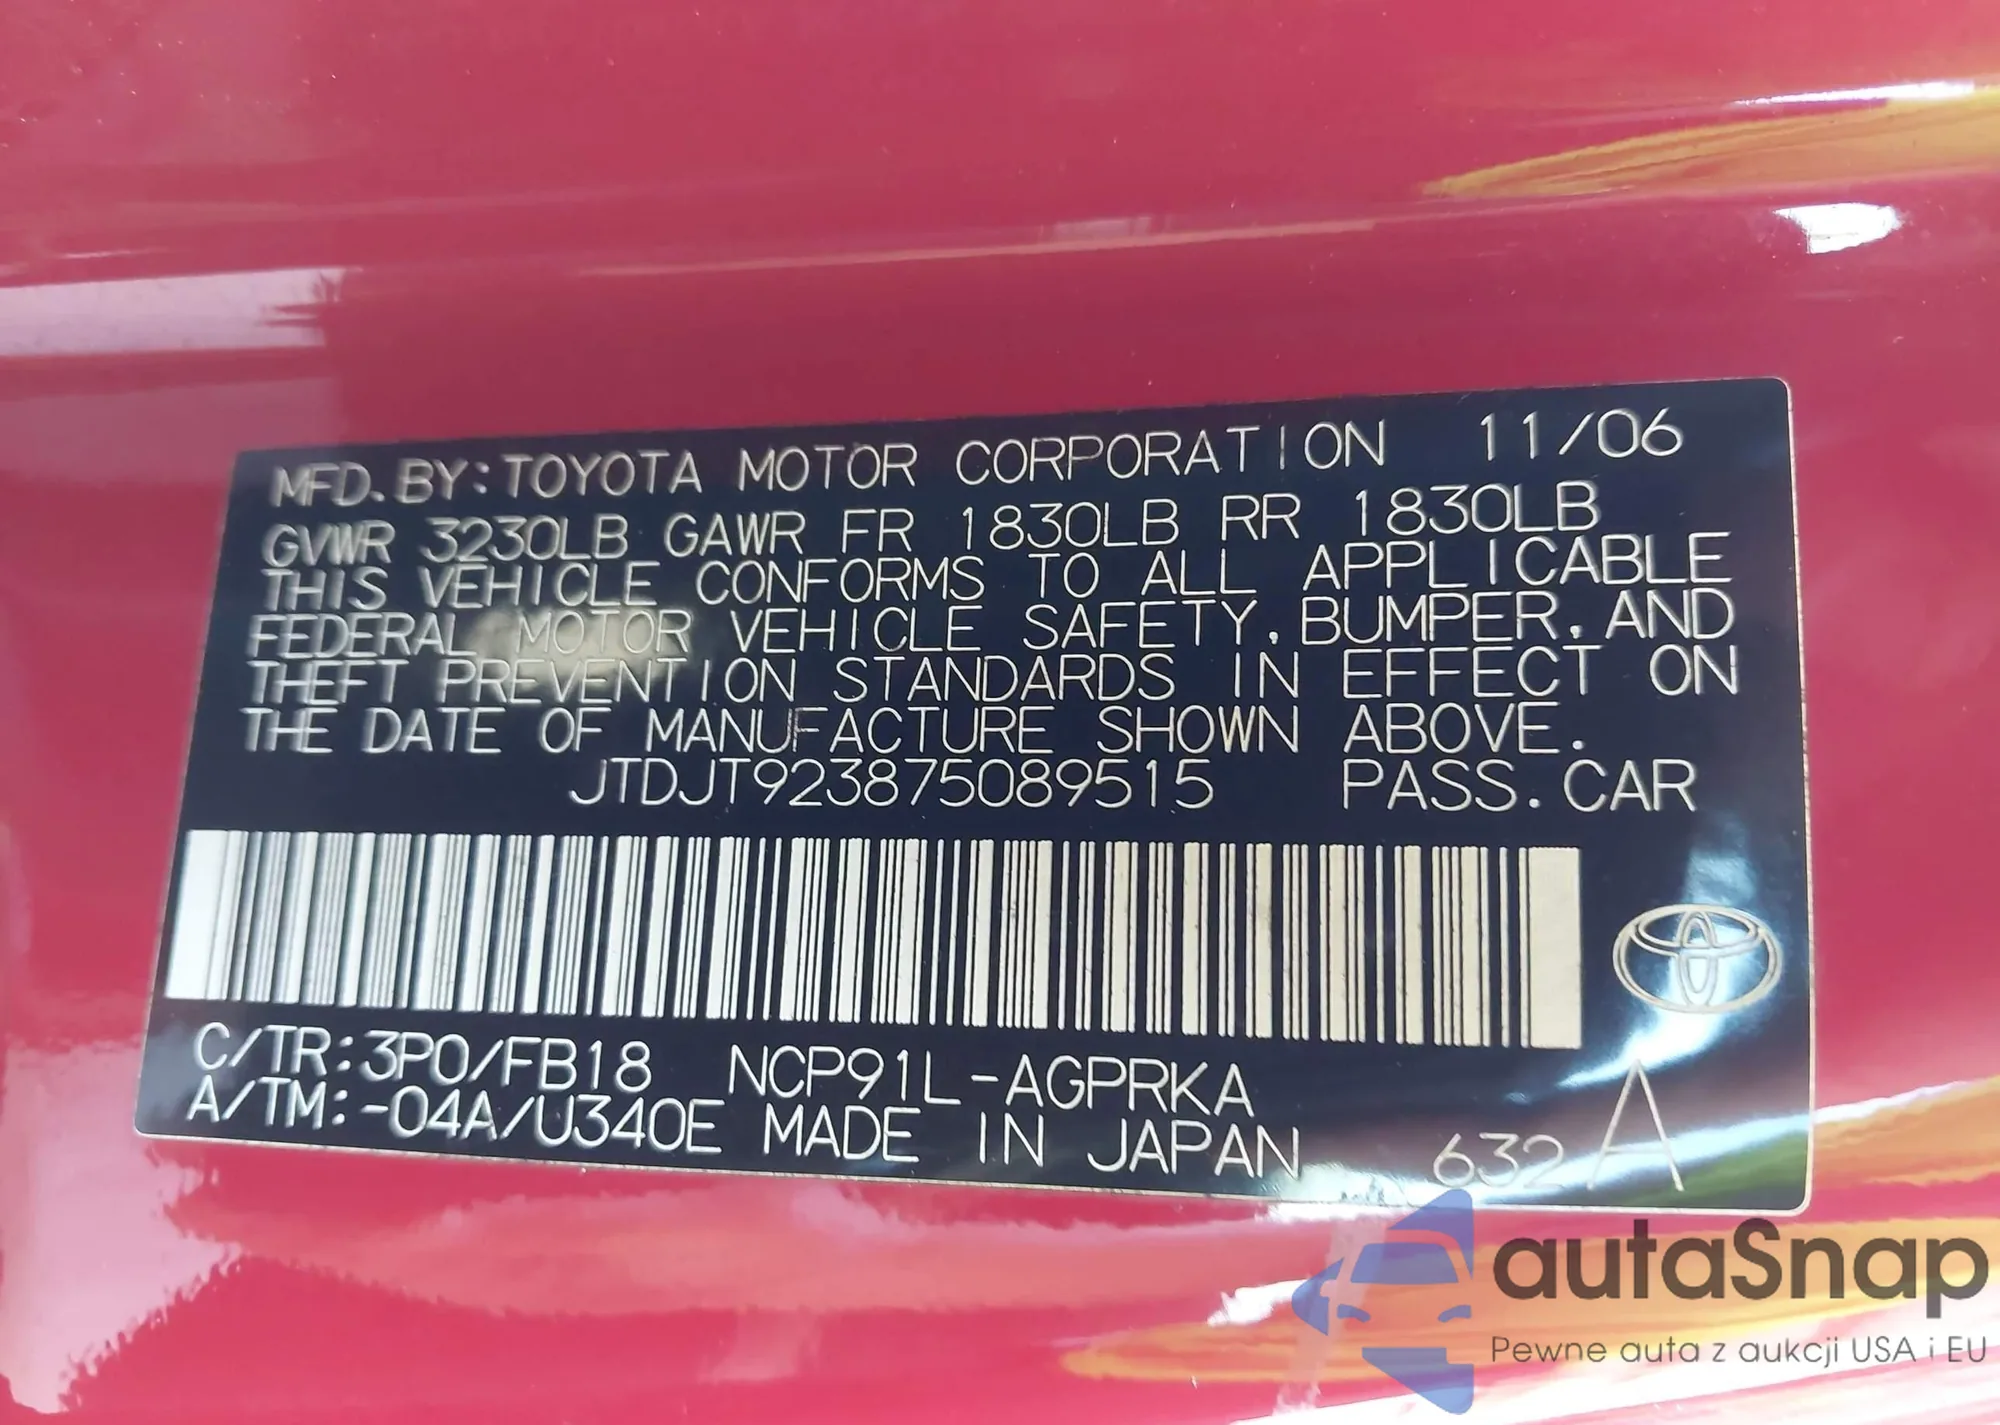 MFD. BY: TOYOTA MOTOR CORPORATION 11/06
GVWR 3230LB GAWR FR 1830LB RR 1830LB
THIS VEHICLE CONFORMS TO ALL APPLICABLE
FEDERAL MOTOR VEHICLE SAFETY, BUMPER, AND
THEFT PREVENTION STANDARDS IN EFFECT ON
THE DATE OF MANUFACTURE SHOWN ABOVE.
JTDJT923875089515 PASS. CAR
C/TR: 3P0/FB18 NCP91L-AGPRKA
A/TM: -04A/U340E MADE IN JAPAN 632 A
autaSnap
Pewne auta z aukcji USA i EU